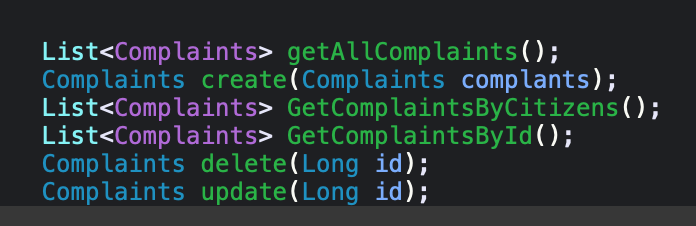 List<Complaints> getAllComplaints();
Complaints create(Complaints complants);
List<Complaints> GetComplaintsByCitizens();
List<Complaints> GetComplaintsById();
Complaints delete(Long id);
Complaints update(Long id);